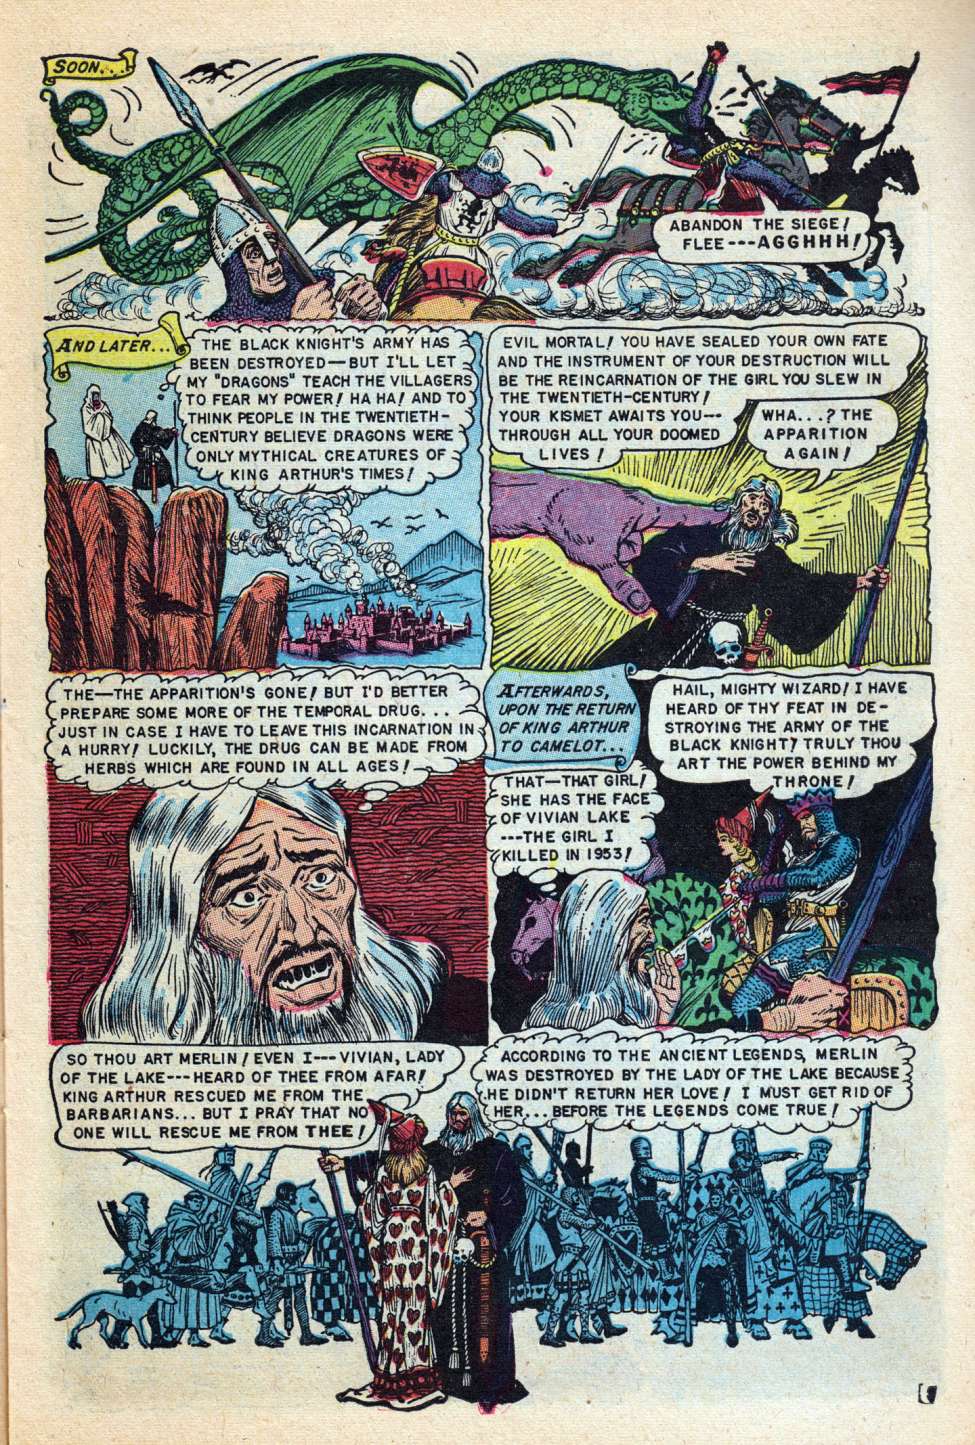 SOON...
ABANDON THE SIEGE!
FLEE---AGGHHH!
AND LATER...
THE BLACK KNIGHT'S ARMY HAS
BEEN DESTROYED--BUT I'LL LET
MY "DRAGONS" TEACH THE VILLAGERS
TO FEAR MY POWER! HA HA! AND TO
THINK PEOPLE IN THE TWENTIETH-
CENTURY BELIEVE DRAGONS WERE
ONLY MYTHICAL CREATURES OF
KING ARTHUR'S TIMES!
EVIL MORTAL! YOU HAVE SEALED YOUR OWN FATE
AND THE INSTRUMENT OF YOUR DESTRUCTION WILL
BE THE REINCARNATION OF THE GIRL YOU SLEW IN
THE TWENTIETH-CENTURY!
YOUR KISMET AWAITS YOU--
THROUGH ALL YOUR DOOMED
LIVES!
WHA...? THE
APPARITION
AGAIN!
THE--THE APPARITION'S GONE! BUT I'D BETTER
PREPARE SOME MORE OF THE TEMPORAL DRUG...
JUST IN CASE I HAVE TO LEAVE THIS INCARNATION IN
A HURRY! LUCKILY, THE DRUG CAN BE MADE FROM
HERBS WHICH ARE FOUND IN ALL AGES!
AFTERWARDS,
UPON THE RETURN
OF KING ARTHUR
TO CAMELOT...
HAIL, MIGHTY WIZARD! I HAVE
HEARD OF THY FEAT IN DE-
STROYING THE ARMY OF THE
BLACK KNIGHT! TRULY THOU
ART THE POWER BEHIND MY
THRONE!
THAT--THAT GIRL!
SHE HAS THE FACE
OF VIVIAN LAKE
---THE GIRL I
KILLED IN 1953!
SO THOU ART MERLIN! EVEN I---VIVIAN, LADY
OF THE LAKE---HEARD OF THEE FROM AFAR!
KING ARTHUR RESCUED ME FROM THE
BARBARIANS... BUT I PRAY THAT NO
ONE WILL RESCUE ME FROM THEE!
ACCORDING TO THE ANCIENT LEGENDS, MERLIN
WAS DESTROYED BY THE LADY OF THE LAKE BECAUSE
HE DIDN'T RETURN HER LOVE! I MUST GET RID OF
HER... BEFORE THE LEGENDS COME TRUE!